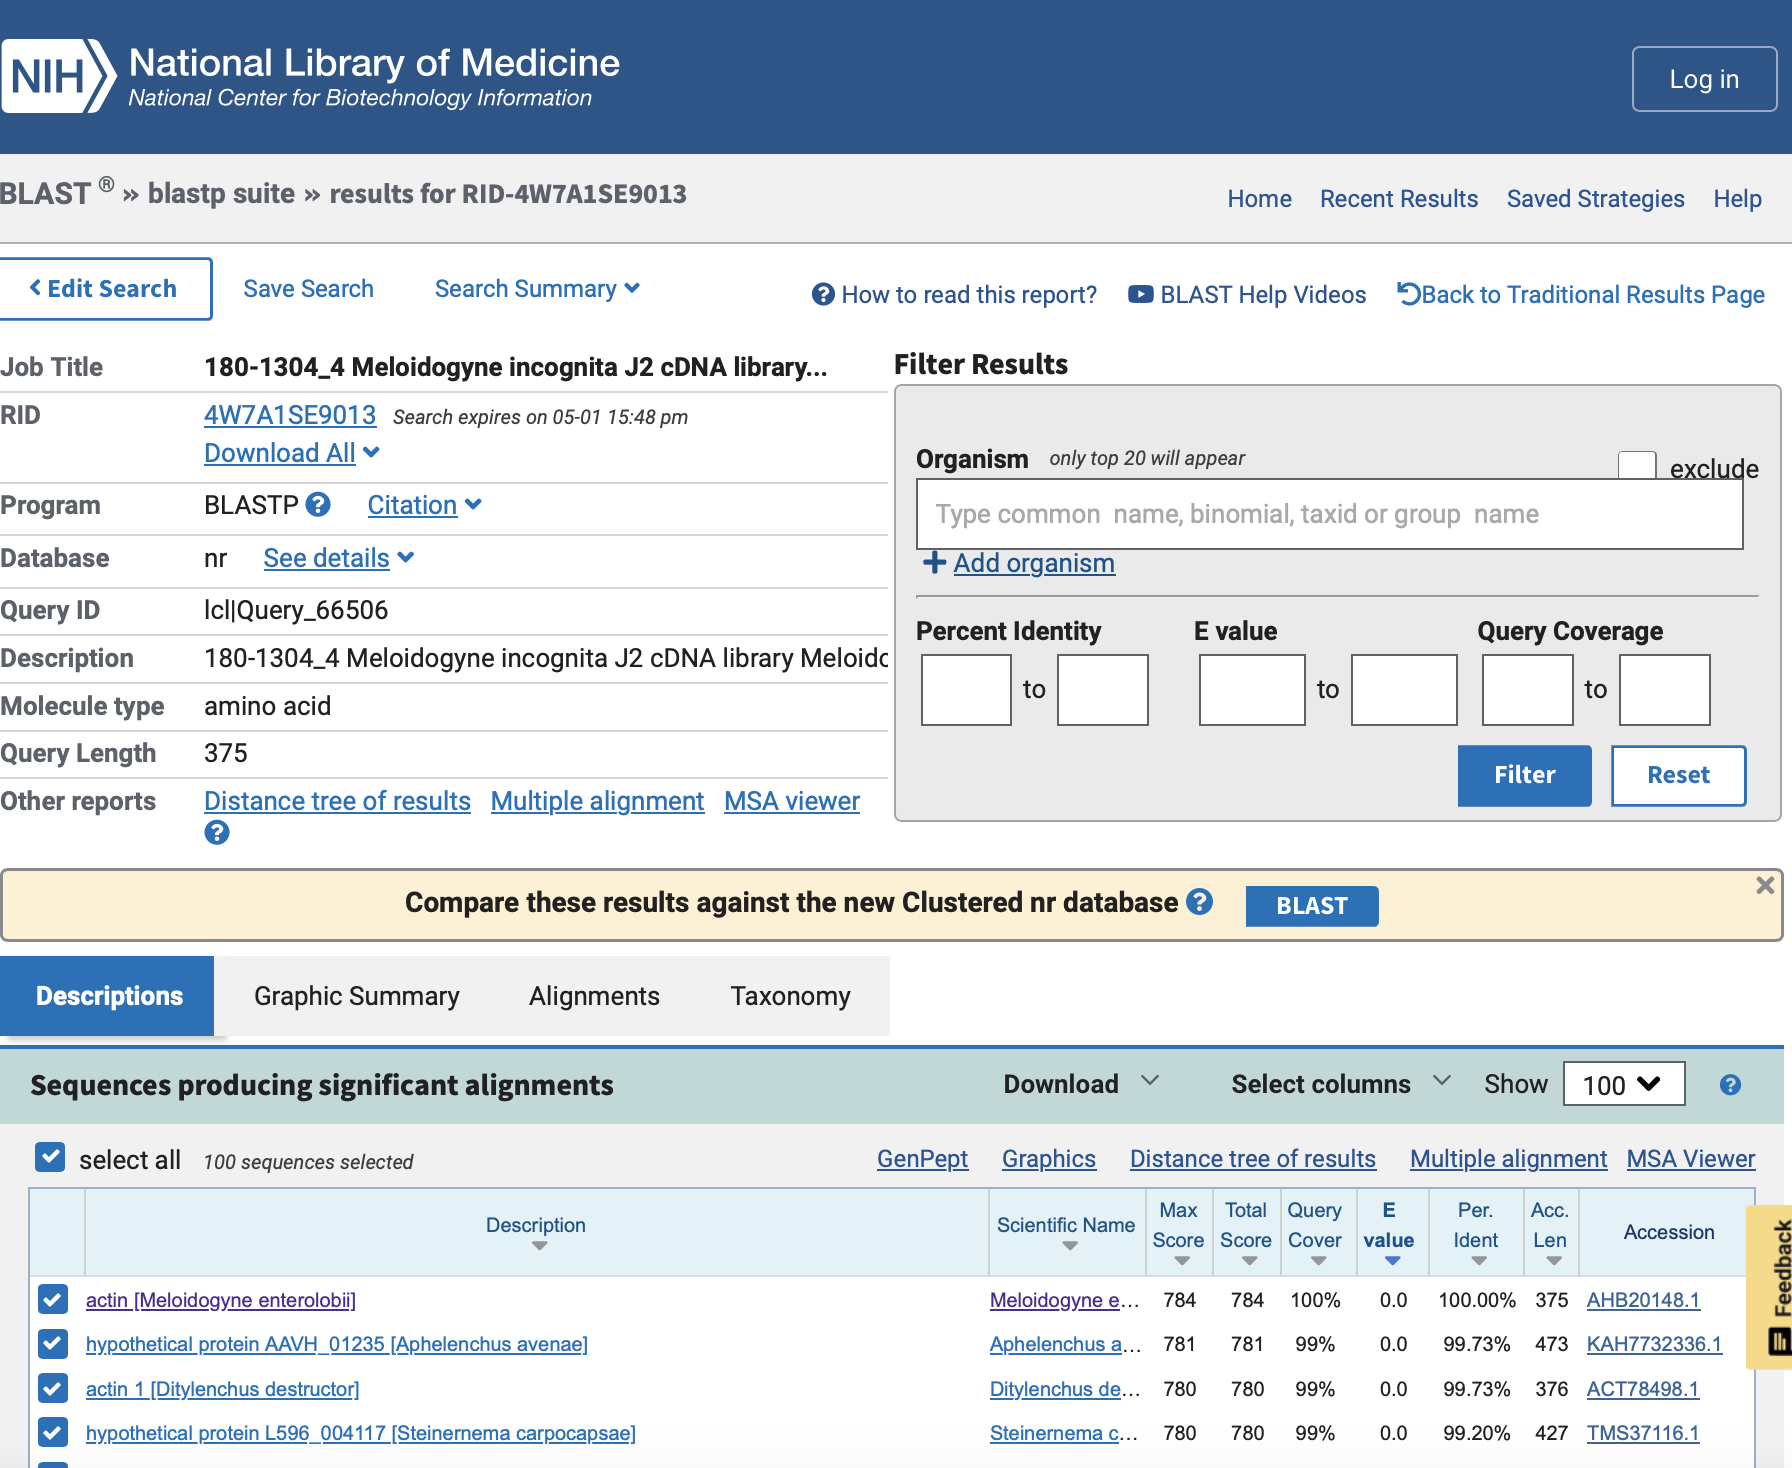 NIH National Library of Medicine
National Center for Biotechnology Information
Log in
BLAST ® » blastp suite » results for RID-4W7A1SE9013
Home Recent Results Saved Strategies Help
Edit Search Save Search Search Summary
How to read this report? BLAST Help Videos Back to Traditional Results Page
Job Title 180-1304_4 Meloidogyne incognita J2 cDNA library...
RID 4W7A1SE9013 Search expires on 05-01 15:48 pm
Download All
Program BLASTP Citation
Database nr See details
Query ID lcl|Query_66506
Description 180-1304_4 Meloidogyne incognita J2 cDNA library Meloidc
Molecule type amino acid
Query Length 375
Other reports Distance tree of results Multiple alignment MSA viewer
Filter Results
Organism only top 20 will appear exclude
Type common name, binomial, taxid or group name
+ Add organism
Percent Identity E value Query Coverage
to to to
Filter Reset
Compare these results against the new Clustered nr database BLAST
Descriptions Graphic Summary Alignments Taxonomy
Sequences producing significant alignments Download Select columns Show 100
select all 100 sequences selected GenPept Graphics Distance tree of results Multiple alignment MSA Viewer
Description Scientific Name Max Score Total Score Query Cover E value Per. Ident Acc. Len Accession
actin [Meloidogyne enterolobii] Meloidogyne e... 784 784 100% 0.0 100.00% 375 AHB20148.1
hypothetical protein AAVH_01235 [Aphelenchus avenae] Aphelenchus a... 781 781 99% 0.0 99.73% 473 KAH7732336.1
actin 1 [Ditylenchus destructor] Ditylenchus de... 780 780 99% 0.0 99.73% 376 ACT78498.1
hypothetical protein L596_004117 [Steinernema carpocapsae] Steinernema c... 780 780 99% 0.0 99.20% 427 TMS37116.1
Feedback